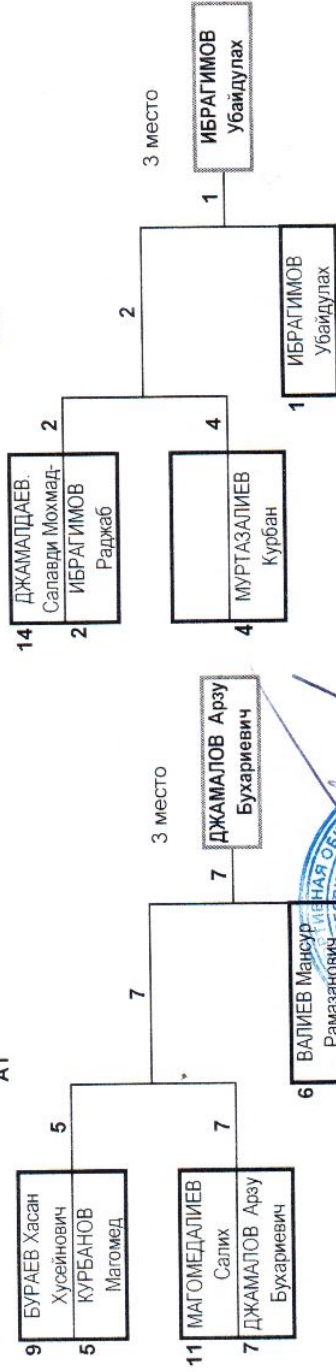 А1
9 БУРАЕВ Хасан
Хусейнович
5 КУРБАНОВ
Магомед
5
11 МАГОМЕДАЛИЕВ
Салих
7 ДЖАМАЛОВ Арзу
Бухариевич
7
7
6 ВАЛИЕВ Мансур
Рамазанович
7
3 место
ДЖАМАЛОВ Арзу
Бухариевич
14 ДЖАМАЛДАЕВ.
Салавди Мохмад-
2 ИБРАГИМОВ
Раджаб
2
4 МУРТАЗАЛИЕВ
Курбан
4
2
1 ИБРАГИМОВ
Убайдулах
1
3 место
ИБРАГИМОВ
Убайдулах